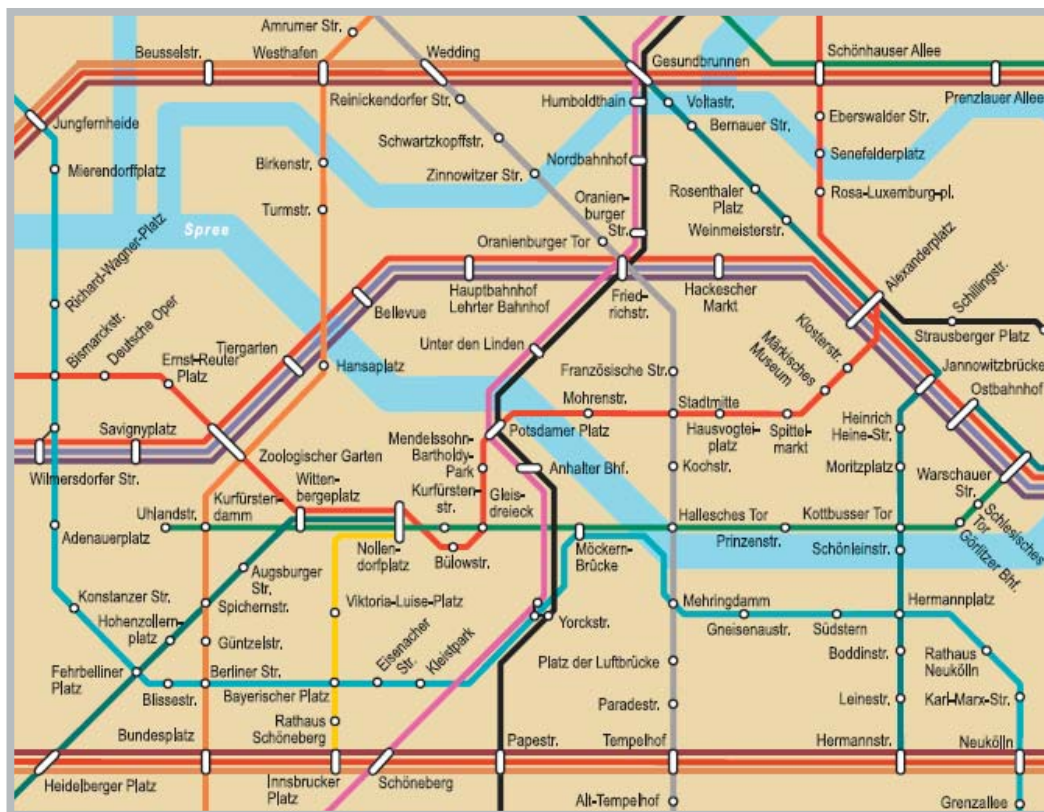 Amrumer Str.
Beusselstr.
Westhafen
Wedding
Gesundbrunnen
Schönhauser Allee
Reinickendorfer Str.
Humboldthain
Voltastr.
Prenzlauer Allee
Jungfernheide
Bernauer Str.
Eberswalder Str.
Schwartzkopffstr.
Nordbahnhof
Senefelderplatz
Mierendorffplatz
Birkenstr.
Zinnowitzer Str.
Oranien-
burger
Str.
Rosenthaler
Platz
Rosa-Luxemburg-pl.
Turmstr.
Spree
Oranienburger Tor
Weinmeisterstr.
Richard-Wagner-Platz
Alexanderplatz
Hauptbahnhof
Lehrter Bahnhof
Fried-
richstr.
Hackescher
Markt
Schillingstr.
Bellevue
Bismarckstr.
Deutsche Oper
Ernst-Reuter
Platz
Tiergarten
Hansaplatz
Unter den Linden
Klosterstr.
Strausberger Platz
Märkisches
Museum
Jannowitzbrücke
Französische Str.
Ostbahnhof
Mohrenstr.
Stadtmitte
Savignyplatz
Mendelssohn-
Bartholdy-
Park
Potsdamer Platz
Hausvogtei-
platz
Spittel-
markt
Heinrich
Heine-Str.
Wilmersdorfer Str.
Zoologischer Garten
Anhalter Bhf.
Kochstr.
Moritzplatz
Warschauer
Str.
Witten-
bergeplatz
Kurfürsten-
damm
Kurfürsten-
str.
Gleis-
dreieck
Uhlandstr.
Hallesches Tor
Kottbusser Tor
Schlesisches
Tor
Adenauerplatz
Nollen-
dorfplatz
Bülowstr.
Möckern-
Brücke
Prinzenstr.
Schönleinstr.
Görlitzer Bhf.
Augsburger
Str.
Konstanzer Str.
Spichernstr.
Viktoria-Luise-Platz
Mehringdamm
Hermannplatz
Hohenzollern-
platz
Yorckstr.
Gneisenaustr.
Südstern
Güntzelstr.
Eisenacher
Str.
Kleistpark
Platz der Luftbrücke
Boddinstr.
Rathaus
Neukölln
Fehrbelliner
Platz
Berliner Str.
Blissestr.
Bayerischer Platz
Paradestr.
Leinestr.
Karl-Marx-Str.
Rathaus
Schöneberg
Bundesplatz
Papestr.
Tempelhof
Hermannstr.
Neukölln
Heidelberger Platz
Innsbrucker
Platz
Schöneberg
Alt-Tempelhof
Grenzallee